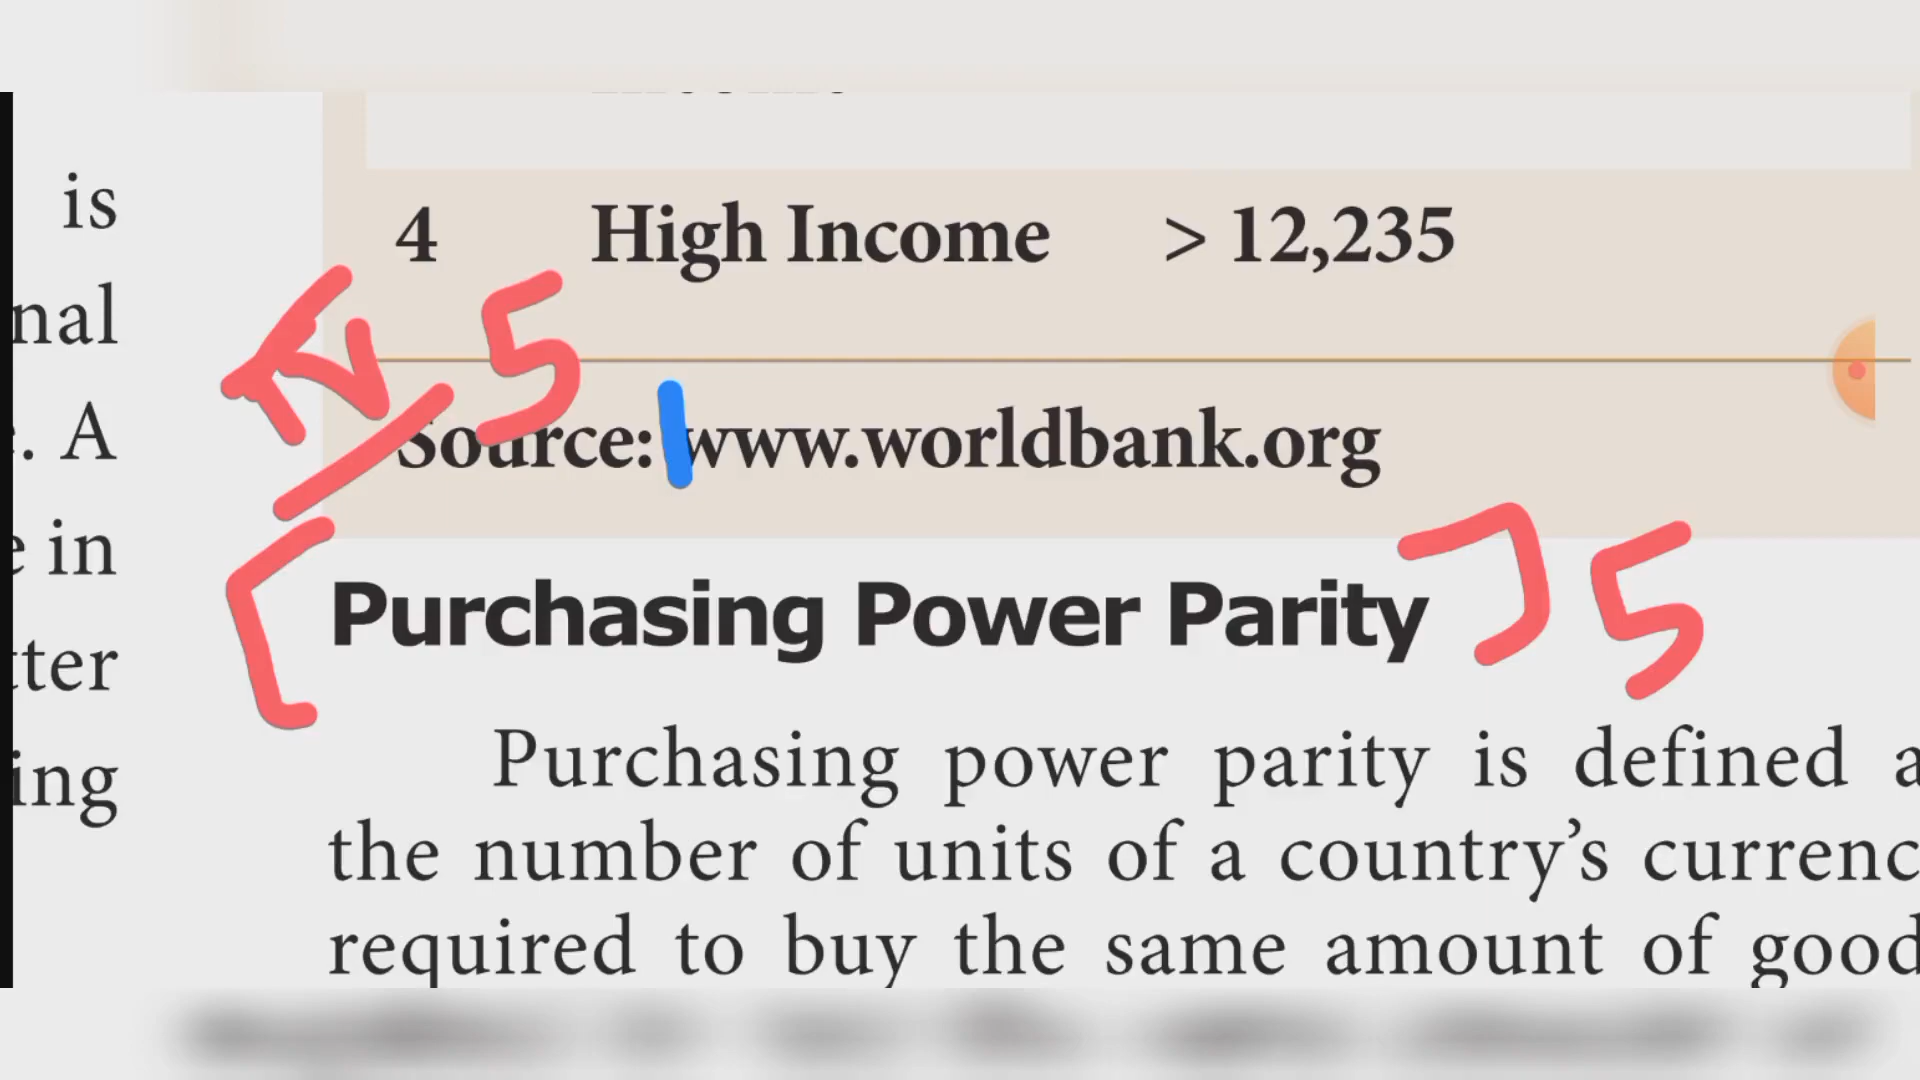 is
nal
A
4 High Income > 12,235
Source: www.worldbank.org
in
5
Purchasing Power Parity
5
tter
ing
Purchasing power parity is defined a
the number of units of a country’s currenc
required to buy the same amount of good